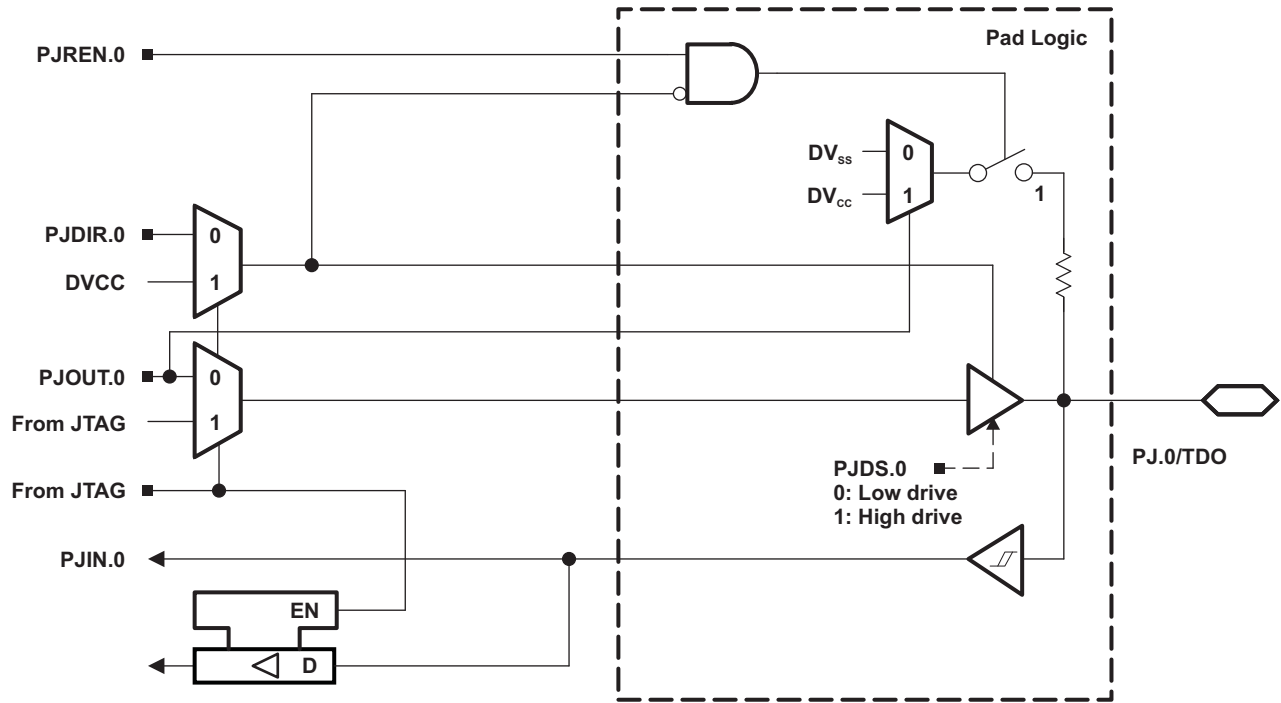 Pad Logic
PJREN.0
DVSS
0
DVCC
1
1
PJDIR.0
0
DVCC
1
PJOUT.0
0
From JTAG
1
PJ.0/TDO
PJDS.0
0: Low drive
1: High drive
From JTAG
PJIN.0
EN
D